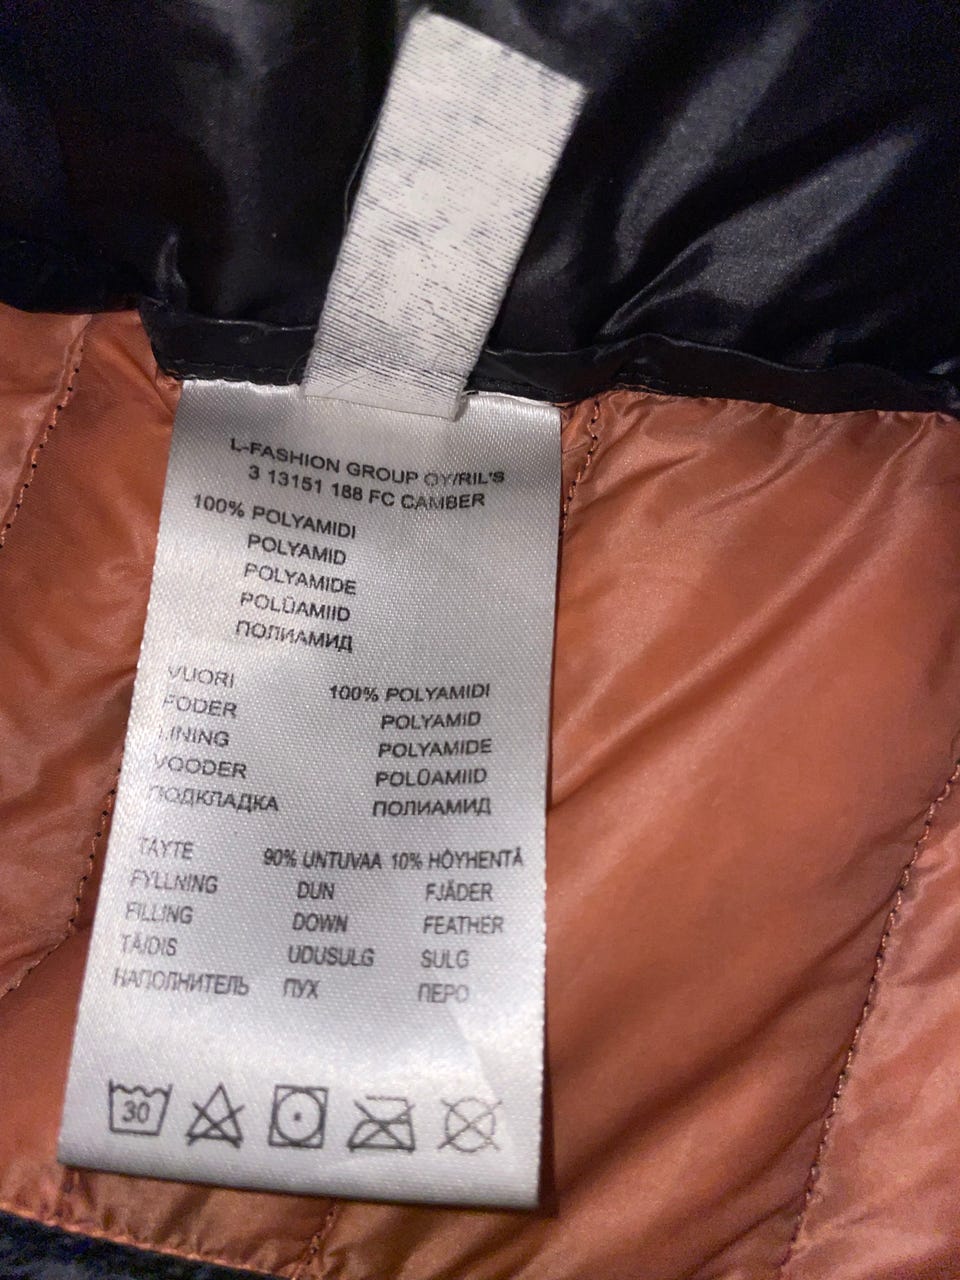 L-FASHION GROUP OY/RIL'S
3 13151 188 FC CAMBER
100% POLYAMIDI
POLYAMID
POLYAMIDE
POLÜAMIID
ПОЛИАМИД
VUORI 100% POLYAMIDI
FODER POLYAMID
LINING POLYAMIDE
VOODER POLÜAMIID
ПОДКЛАДКА ПОЛИАМИД
TÄYTE 90% UNTUVAA 10% HÖYHENTÄ
FYLLNING DUN FJÄDER
FILLING DOWN FEATHER
TÄIDIS UDUSULG SULG
НАПОЛНИТЕЛЬ ПУХ ПЕРО
30